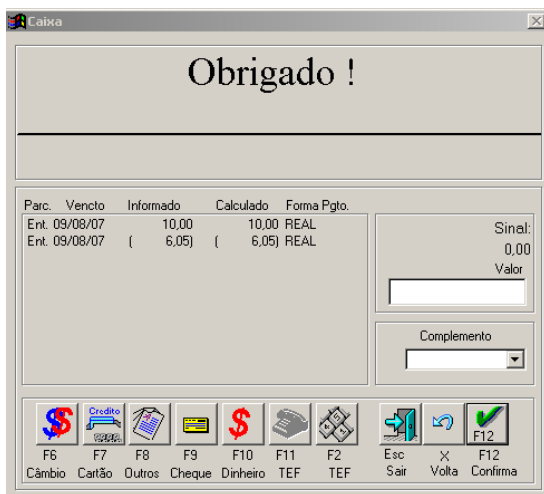 Caixa
Obrigado !
Parc. Vencto Informado Calculado Forma Pgto.
Ent. 09/08/07 10,00 10,00 REAL
Ent. 09/08/07 ( 6,05) ( 6,05) REAL
Sinal:
0,00
Valor
Complemento
Credito
F12
F6 F7 F8 F9 F10 F11 F2 Esc X F12
Câmbio Cartão Outros Cheque Dinheiro TEF TEF Sair Volta Confirma